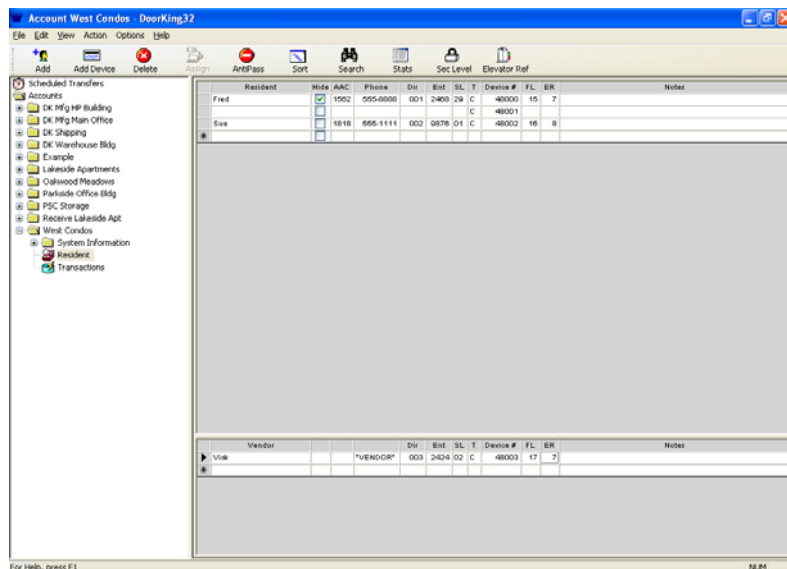 Account West Condos - DoorKing32
File Edit View Action Options Help
Add Add Device Delete Assign AntiPass Sort Search Stats Sec Level Elevator Ref
Scheduled Transfers
Accounts
DK Mfg HP Building
DK Mfg Main Office
DK Shipping
DK Warehouse Bldg
Example
Lakeside Apartments
Oakwood Meadows
Parkside Office Bldg
PSC Storage
Receive Lakeside Apt
West Condos
System Information
Resident
Transactions
Resident Hide AAC Phone Dir Ent SL T Device # FL ER Notes
Fred 1562 555-8888 001 2468 29 C 48000 15 7
C 48001
Sue 1818 555-1111 002 9876 01 C 48002 16 8
Vendor Dir Ent SL T Device # FL ER Notes
"VENDOR" 003 2424 02 C 48003 17 7
For Help, press F1 NUM